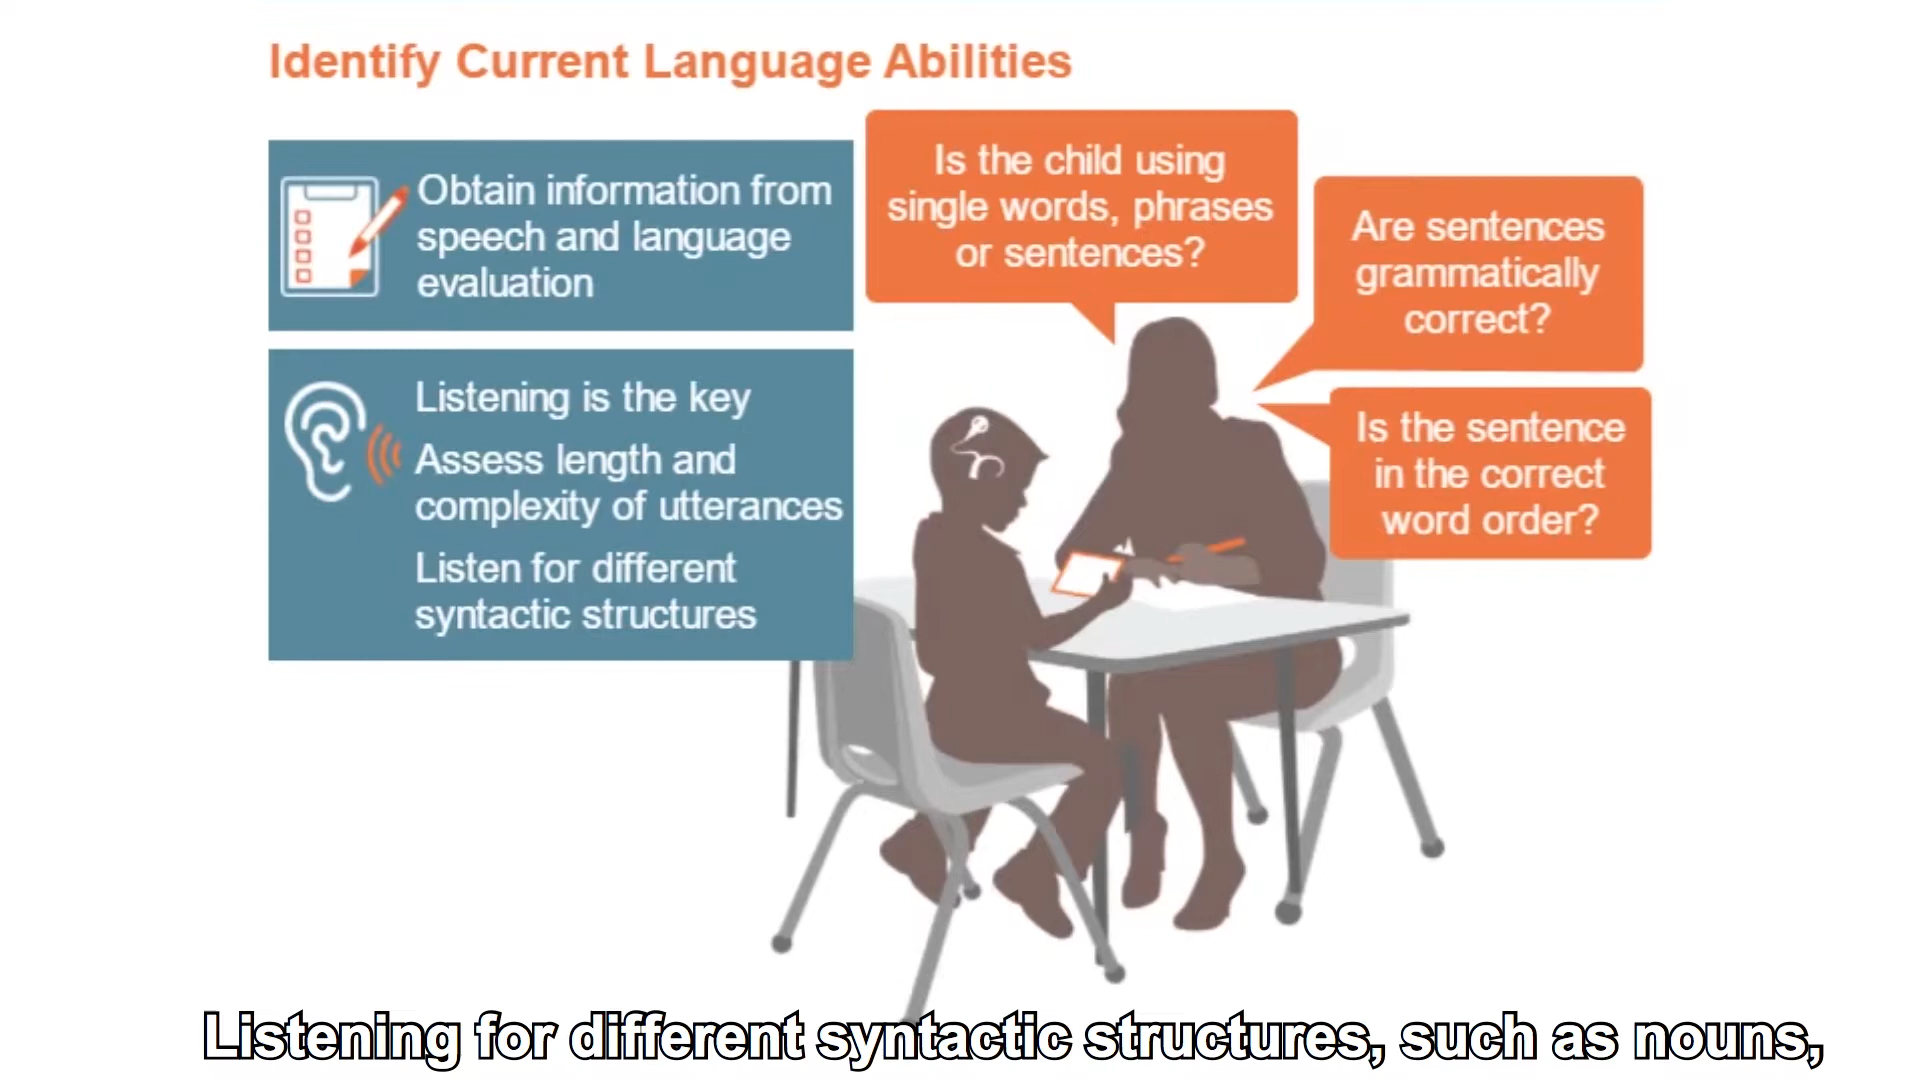 Identify Current Language Abilities
Obtain information from
speech and language
evaluation
Listening is the key
Assess length and
complexity of utterances
Listen for different
syntactic structures
Is the child using
single words, phrases
or sentences?
Are sentences
grammatically
correct?
Is the sentence
in the correct
word order?
Listening for different syntactic structures, such as nouns,